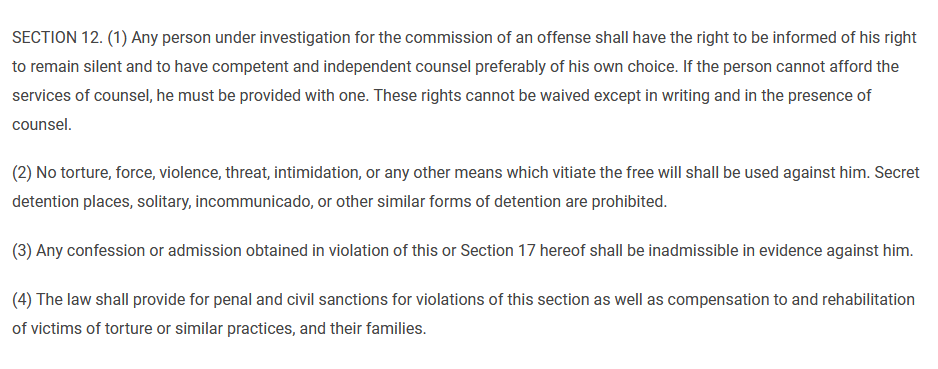 SECTION 12. (1) Any person under investigation for the commission of an offense shall have the right to be informed of his right
to remain silent and to have competent and independent counsel preferably of his own choice. If the person cannot afford the
services of counsel, he must be provided with one. These rights cannot be waived except in writing and in the presence of
counsel.
(2) No torture, force, violence, threat, intimidation, or any other means which vitiate the free will shall be used against him. Secret
detention places, solitary, incommunicado, or other similar forms of detention are prohibited.
(3) Any confession or admission obtained in violation of this or Section 17 hereof shall be inadmissible in evidence against him.
(4) The law shall provide for penal and civil sanctions for violations of this section as well as compensation to and rehabilitation
of victims of torture or similar practices, and their families.